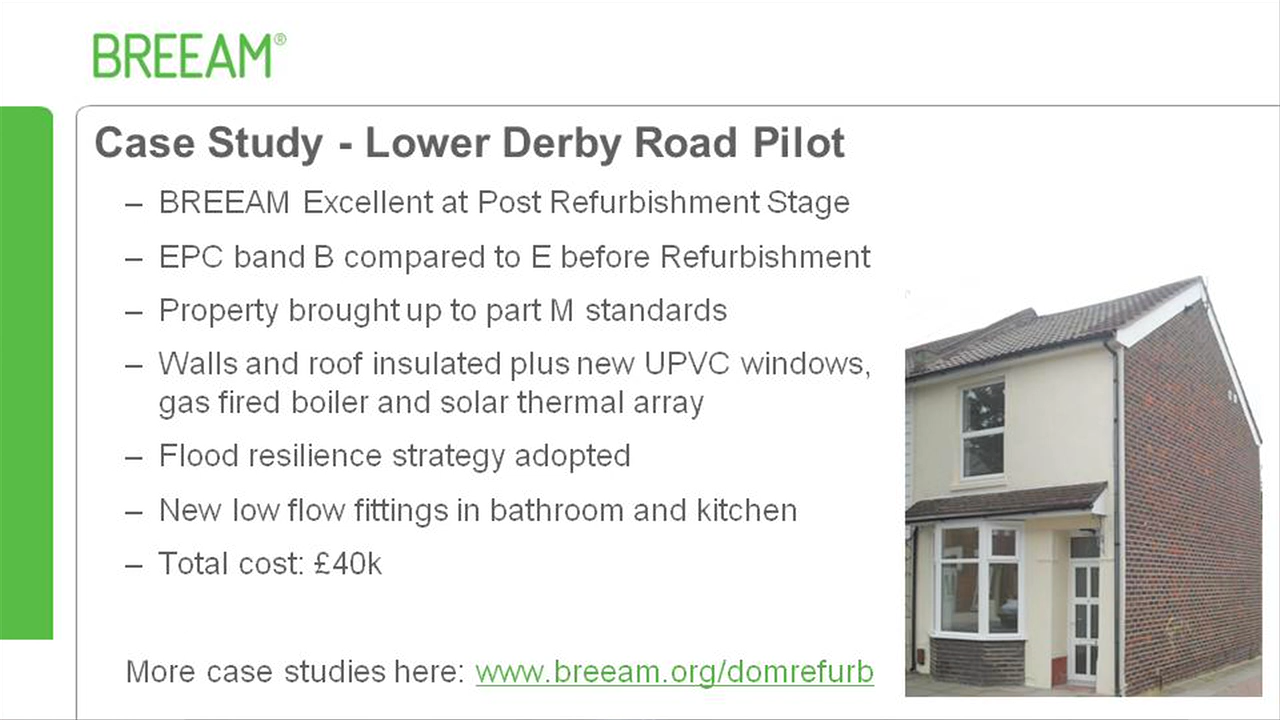 BREEAM®
Case Study - Lower Derby Road Pilot
– BREEAM Excellent at Post Refurbishment Stage
– EPC band B compared to E before Refurbishment
– Property brought up to part M standards
– Walls and roof insulated plus new UPVC windows,
gas fired boiler and solar thermal array
– Flood resilience strategy adopted
– New low flow fittings in bathroom and kitchen
– Total cost: £40k
More case studies here: www.breeam.org/domrefurb